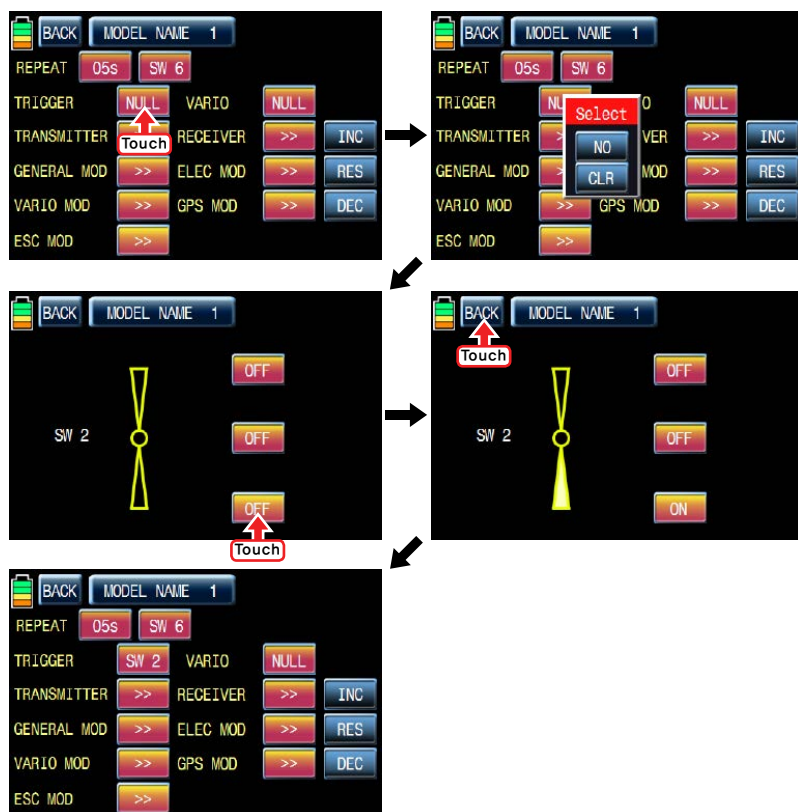 BACK MODEL NAME 1
REPEAT 05s SW 6
TRIGGER NULL VARIO NULL
TRANSMITTER Touch RECEIVER >> INC
GENERAL MOD >> ELEC MOD >> RES
VARIO MOD >> GPS MOD >> DEC
ESC MOD >>
BACK MODEL NAME 1
REPEAT 05s SW 6
TRIGGER NU Select O NULL
TRANSMITTER > NO VER >> INC
GENERAL MOD > CLR MOD >> RES
VARIO MOD >> GPS MOD >> DEC
ESC MOD >>
BACK MODEL NAME 1
OFF
SW 2 OFF
OFF
Touch
BACK MODEL NAME 1
Touch
OFF
SW 2 OFF
ON
BACK MODEL NAME 1
REPEAT 05s SW 6
TRIGGER SW 2 VARIO NULL
TRANSMITTER >> RECEIVER >> INC
GENERAL MOD >> ELEC MOD >> RES
VARIO MOD >> GPS MOD >> DEC
ESC MOD >>